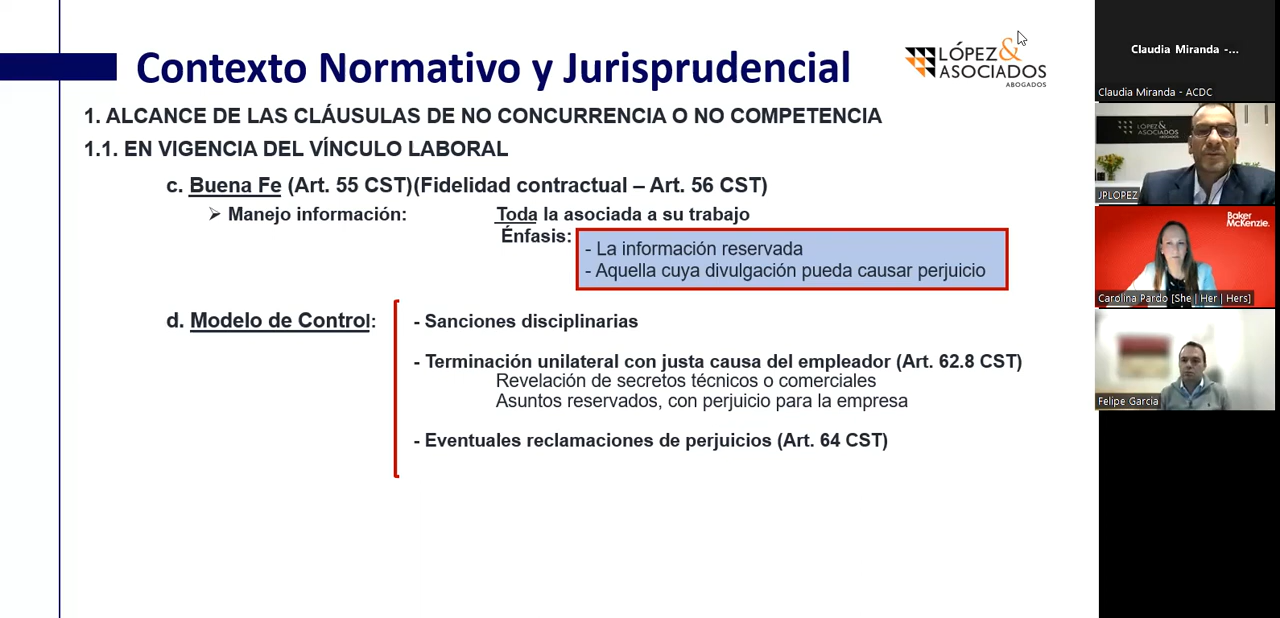 Contexto Normativo y Jurisprudencial
LÓPEZ&
ASOCIADOS
ABOGADOS
1. ALCANCE DE LAS CLÁUSULAS DE NO CONCURRENCIA O NO COMPETENCIA
1.1. EN VIGENCIA DEL VÍNCULO LABORAL
c. Buena Fe (Art. 55 CST)(Fidelidad contractual – Art. 56 CST)
➢ Manejo información: Toda la asociada a su trabajo
Énfasis:
- La información reservada
- Aquella cuya divulgación pueda causar perjuicio
d. Modelo de Control:
- Sanciones disciplinarias
- Terminación unilateral con justa causa del empleador (Art. 62.8 CST)
Revelación de secretos técnicos o comerciales
Asuntos reservados, con perjuicio para la empresa
- Eventuales reclamaciones de perjuicios (Art. 64 CST)
Claudia Miranda -...
Claudia Miranda - ACDC
LÓPEZ&
ASOCIADOS
JPLOPEZ
Baker
McKenzie.
Carolina Pardo [She | Her | Hers]
Felipe Garcia